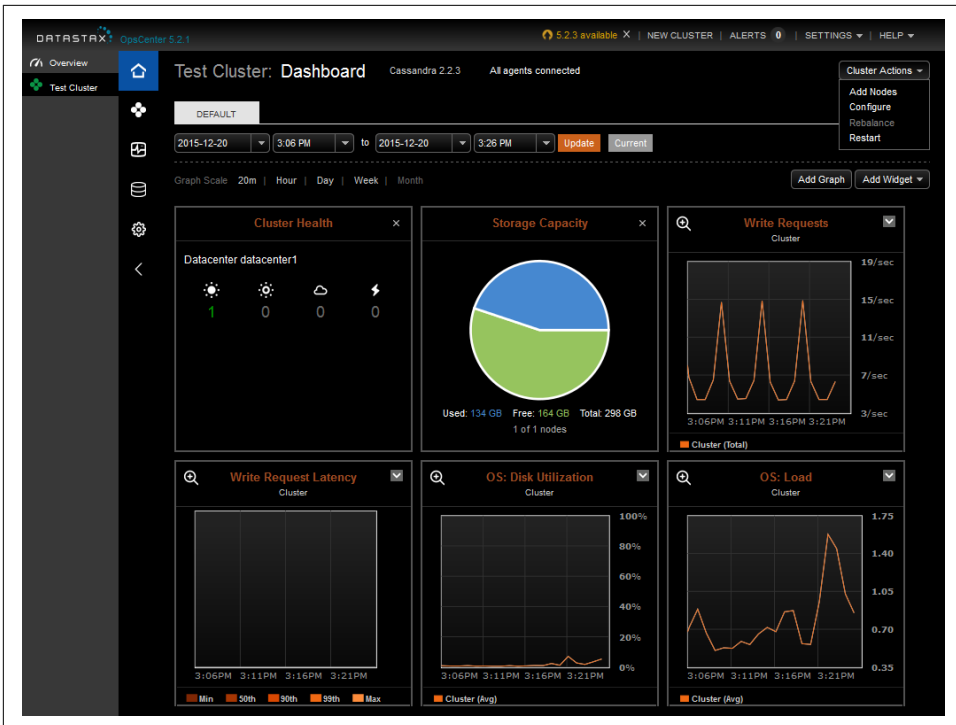 DATASTAX OpsCenter 5.2.1 5.2.3 available X | NEW CLUSTER | ALERTS 0 | SETTINGS | HELP
Overview
Test Cluster
Test Cluster: Dashboard Cassandra 2.2.3 All agents connected Cluster Actions
Add Nodes
Configure
Rebalance
Restart
DEFAULT
2015-12-20 3:06 PM to 2015-12-20 3:26 PM Update Current
Graph Scale 20m | Hour | Day | Week | Month Add Graph Add Widget
Cluster Health ×
Datacenter datacenter1
1 0 0 0
Storage Capacity ×
Used: 134 GB Free: 164 GB Total: 298 GB
1 of 1 nodes
Write Requests
Cluster
19/sec
15/sec
11/sec
7/sec
3/sec
3:06PM 3:11PM 3:16PM 3:21PM
Cluster (Total)
Write Request Latency
Cluster
3:06PM 3:11PM 3:16PM 3:21PM
Min 50th 90th 99th Max
OS: Disk Utilization
Cluster
100%
80%
60%
40%
20%
0%
3:06PM 3:11PM 3:16PM 3:21PM
Cluster (Avg)
OS: Load
Cluster
1.75
1.40
1.05
0.70
0.35
3:06PM 3:11PM 3:16PM 3:21PM
Cluster (Avg)